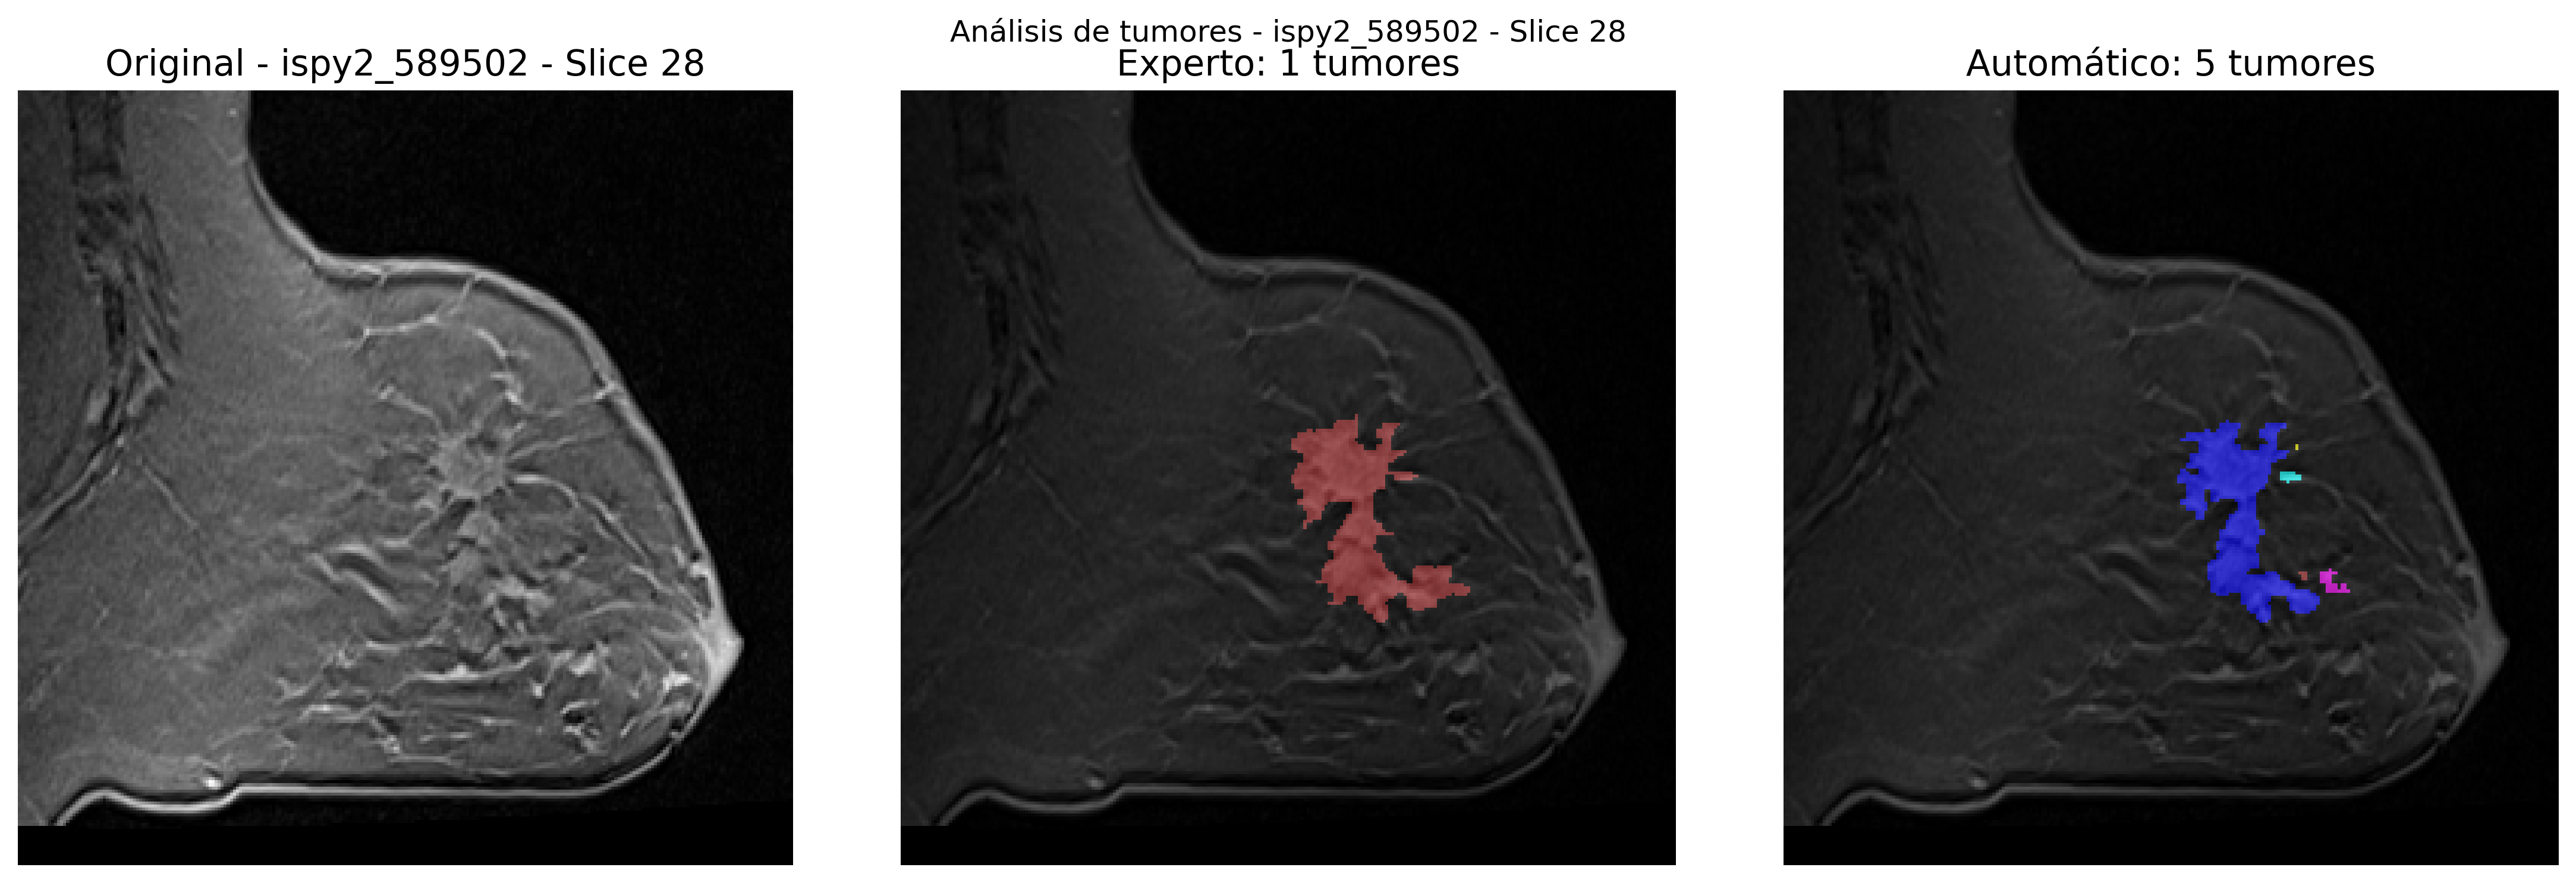 Análisis de tumores - ispy2_589502 - Slice 28
Original - ispy2_589502 - Slice 28
Experto: 1 tumores
Automático: 5 tumores